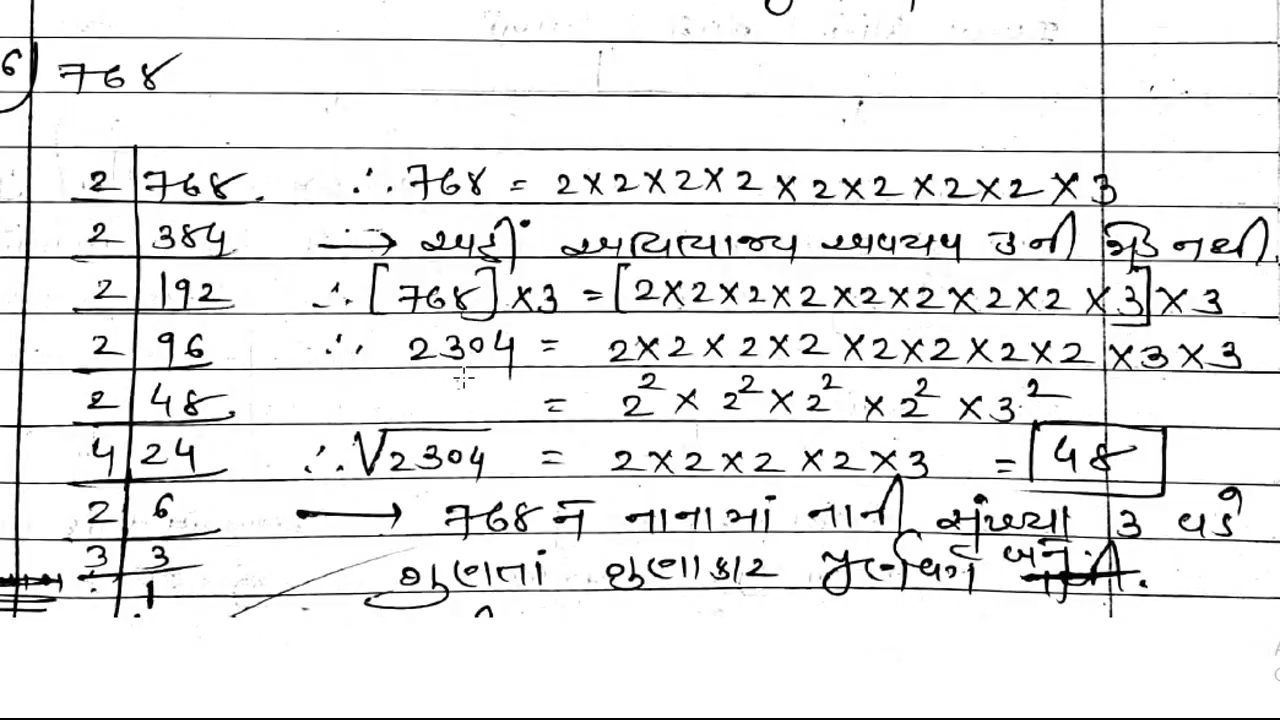 6) 768
2 | 768. ∴ 768 = 2×2×2×2×2×2×2×2×3
2 | 384 → અહીં અવિભાજ્ય અવયવ 3ની જોડ નથી.
2 | 192 ∴ [768]×3 = [2×2×2×2×2×2×2×2×3]×3
2 | 96 ∴ 2304 = 2×2×2×2×2×2×2×2×3×3
2 | 48 = 2² × 2² × 2² × 2² × 3²
4 | 24 ∴ √2304 = 2×2×2×2×3 = 48
2 | 6 → 768ને નાનામાં નાની સંખ્યા 3 વડે
3 | 3 ગુણતાં ગુણાકાર પૂર્ણવર્ગ બને.
1